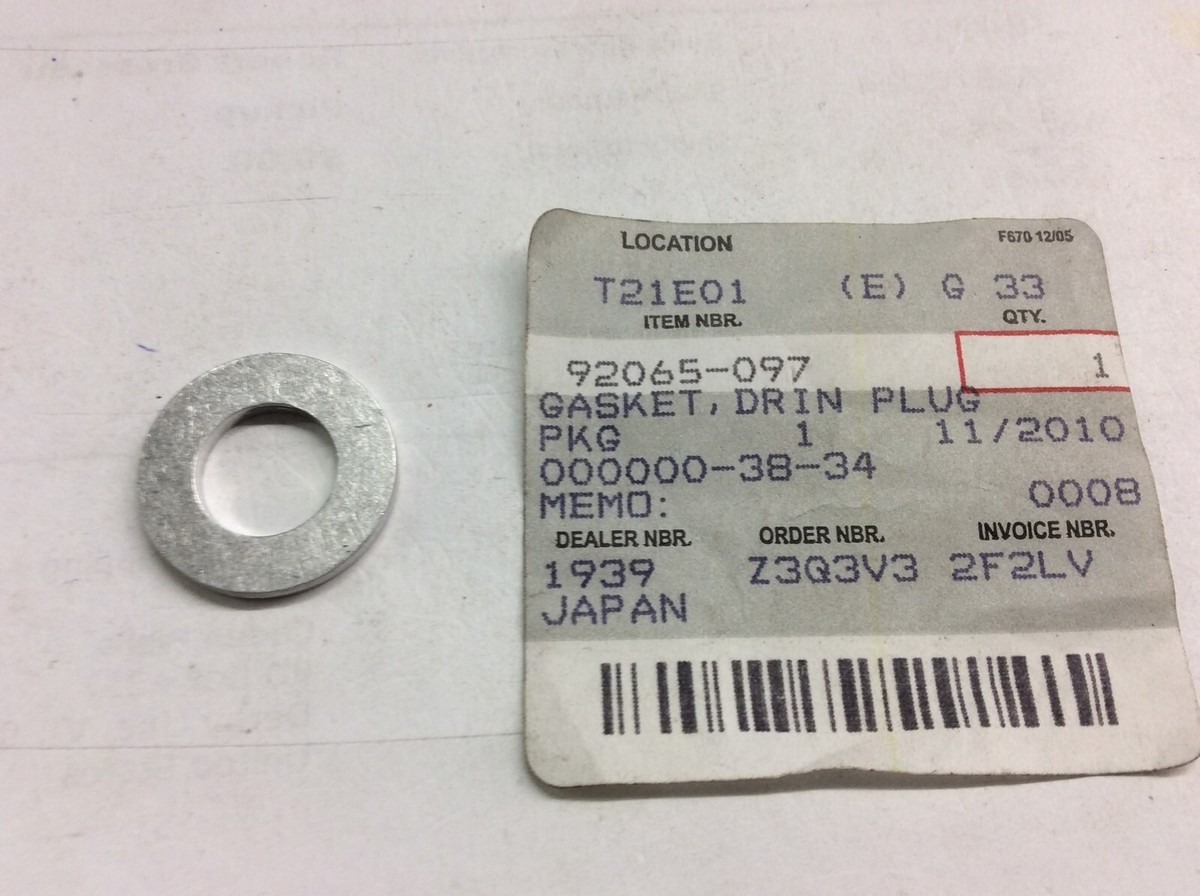 LOCATION F670 12/05
T21E01 (E) G 33
ITEM NBR. QTY.
92065-097 1
GASKET, DRIN PLUG
PKG 1 11/2010
000000-38-34
MEMO: 0008
DEALER NBR. ORDER NBR. INVOICE NBR.
1939 Z3Q3V3 2F2LV
JAPAN